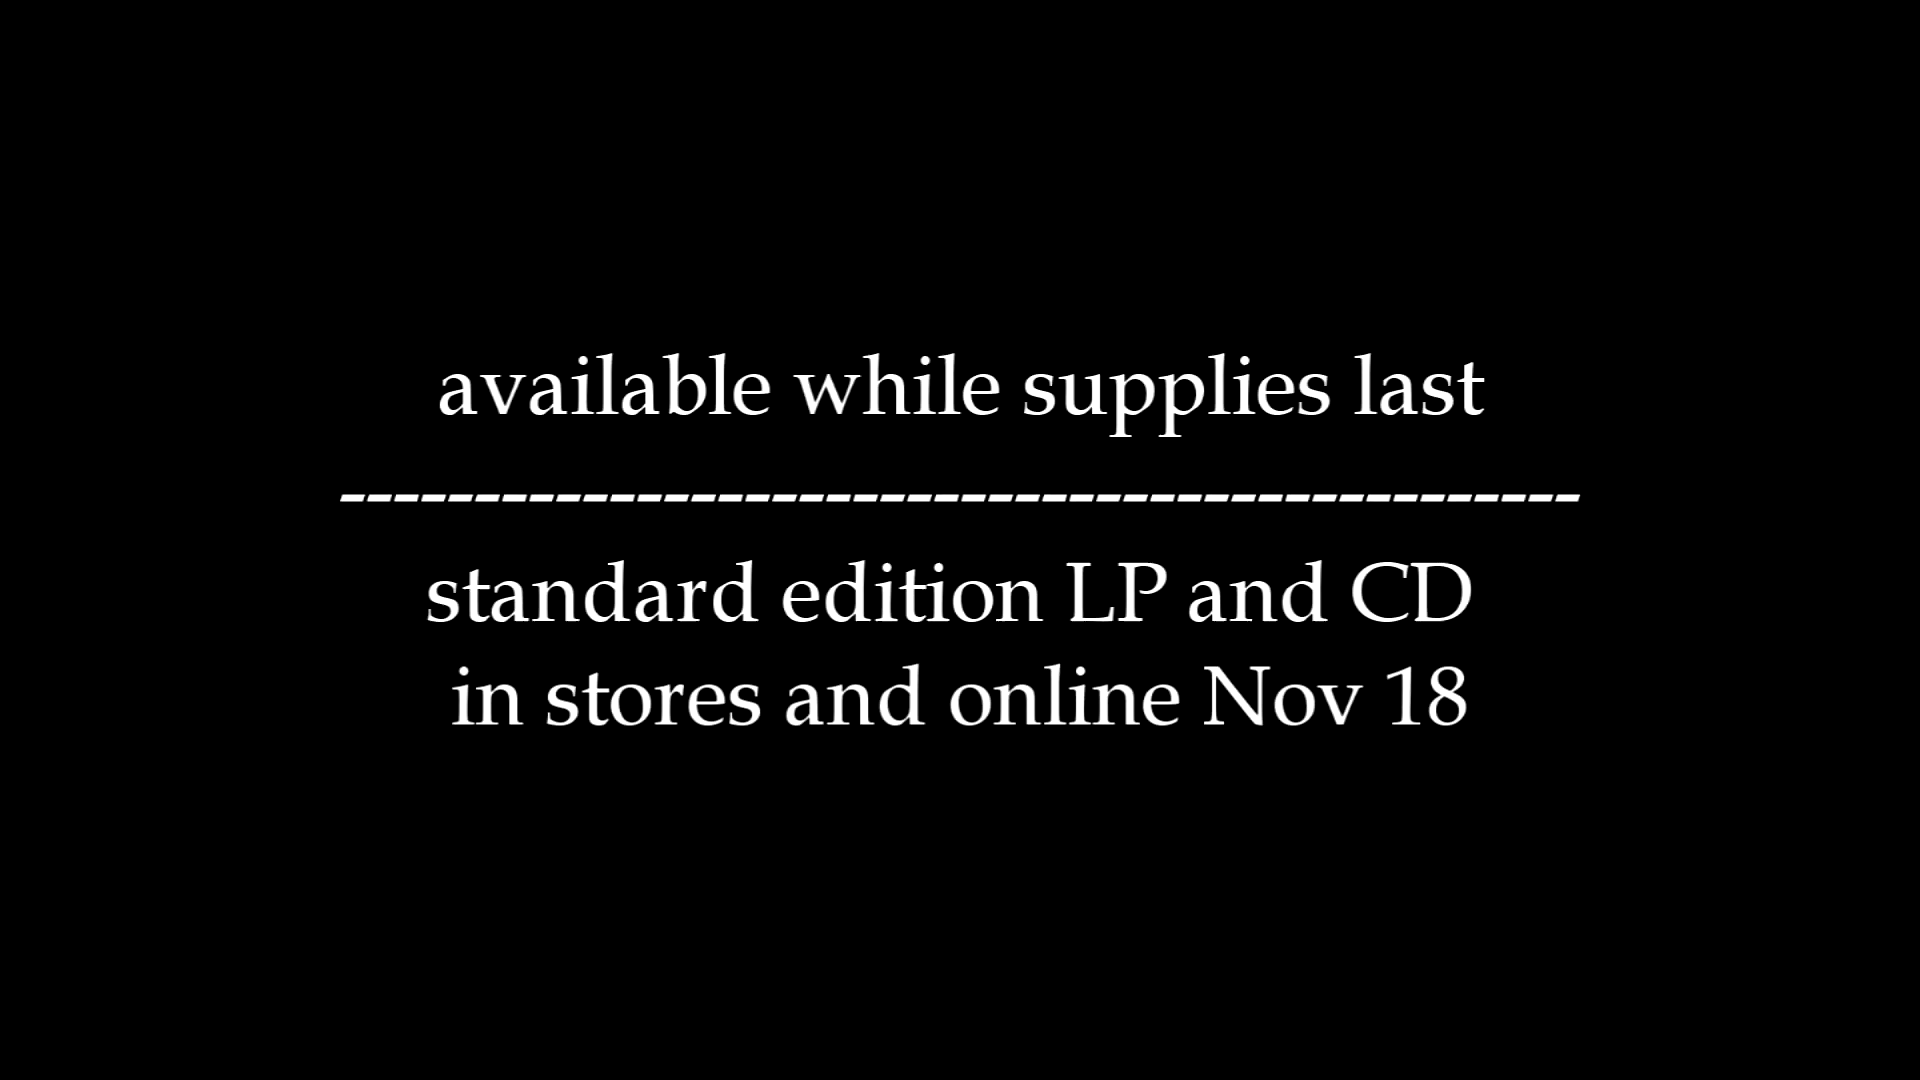 available while supplies last
----------------------------------------------
standard edition LP and CD
in stores and online Nov 18